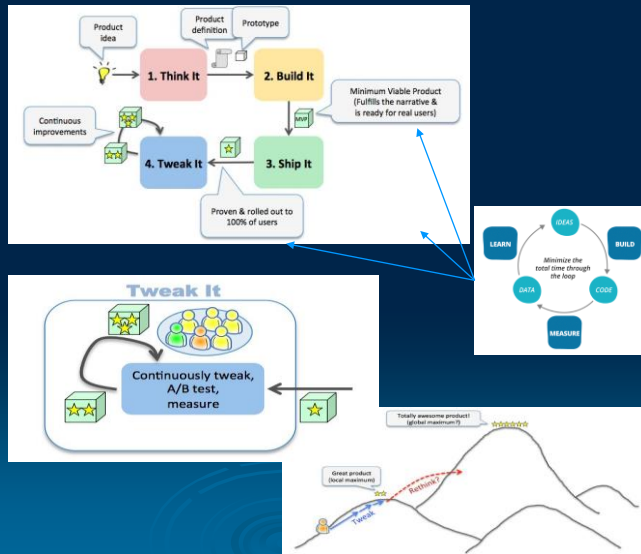 Product
idea
Product
definition
Prototype
1. Think It
2. Build It
Minimum Viable Product
(Fulfills the narrative &
is ready for real users)
MVP
Continuous
improvements
4. Tweak It
3. Ship It
Proven & rolled out to
100% of users
IDEAS
LEARN
BUILD
Minimize the
total time through
the loop
DATA
CODE
MEASURE
Tweak It
Continuously tweak,
A/B test,
measure
Totally awesome product!
(global maximum?)
Great product
(local maximum)
Rethink?
Tweak